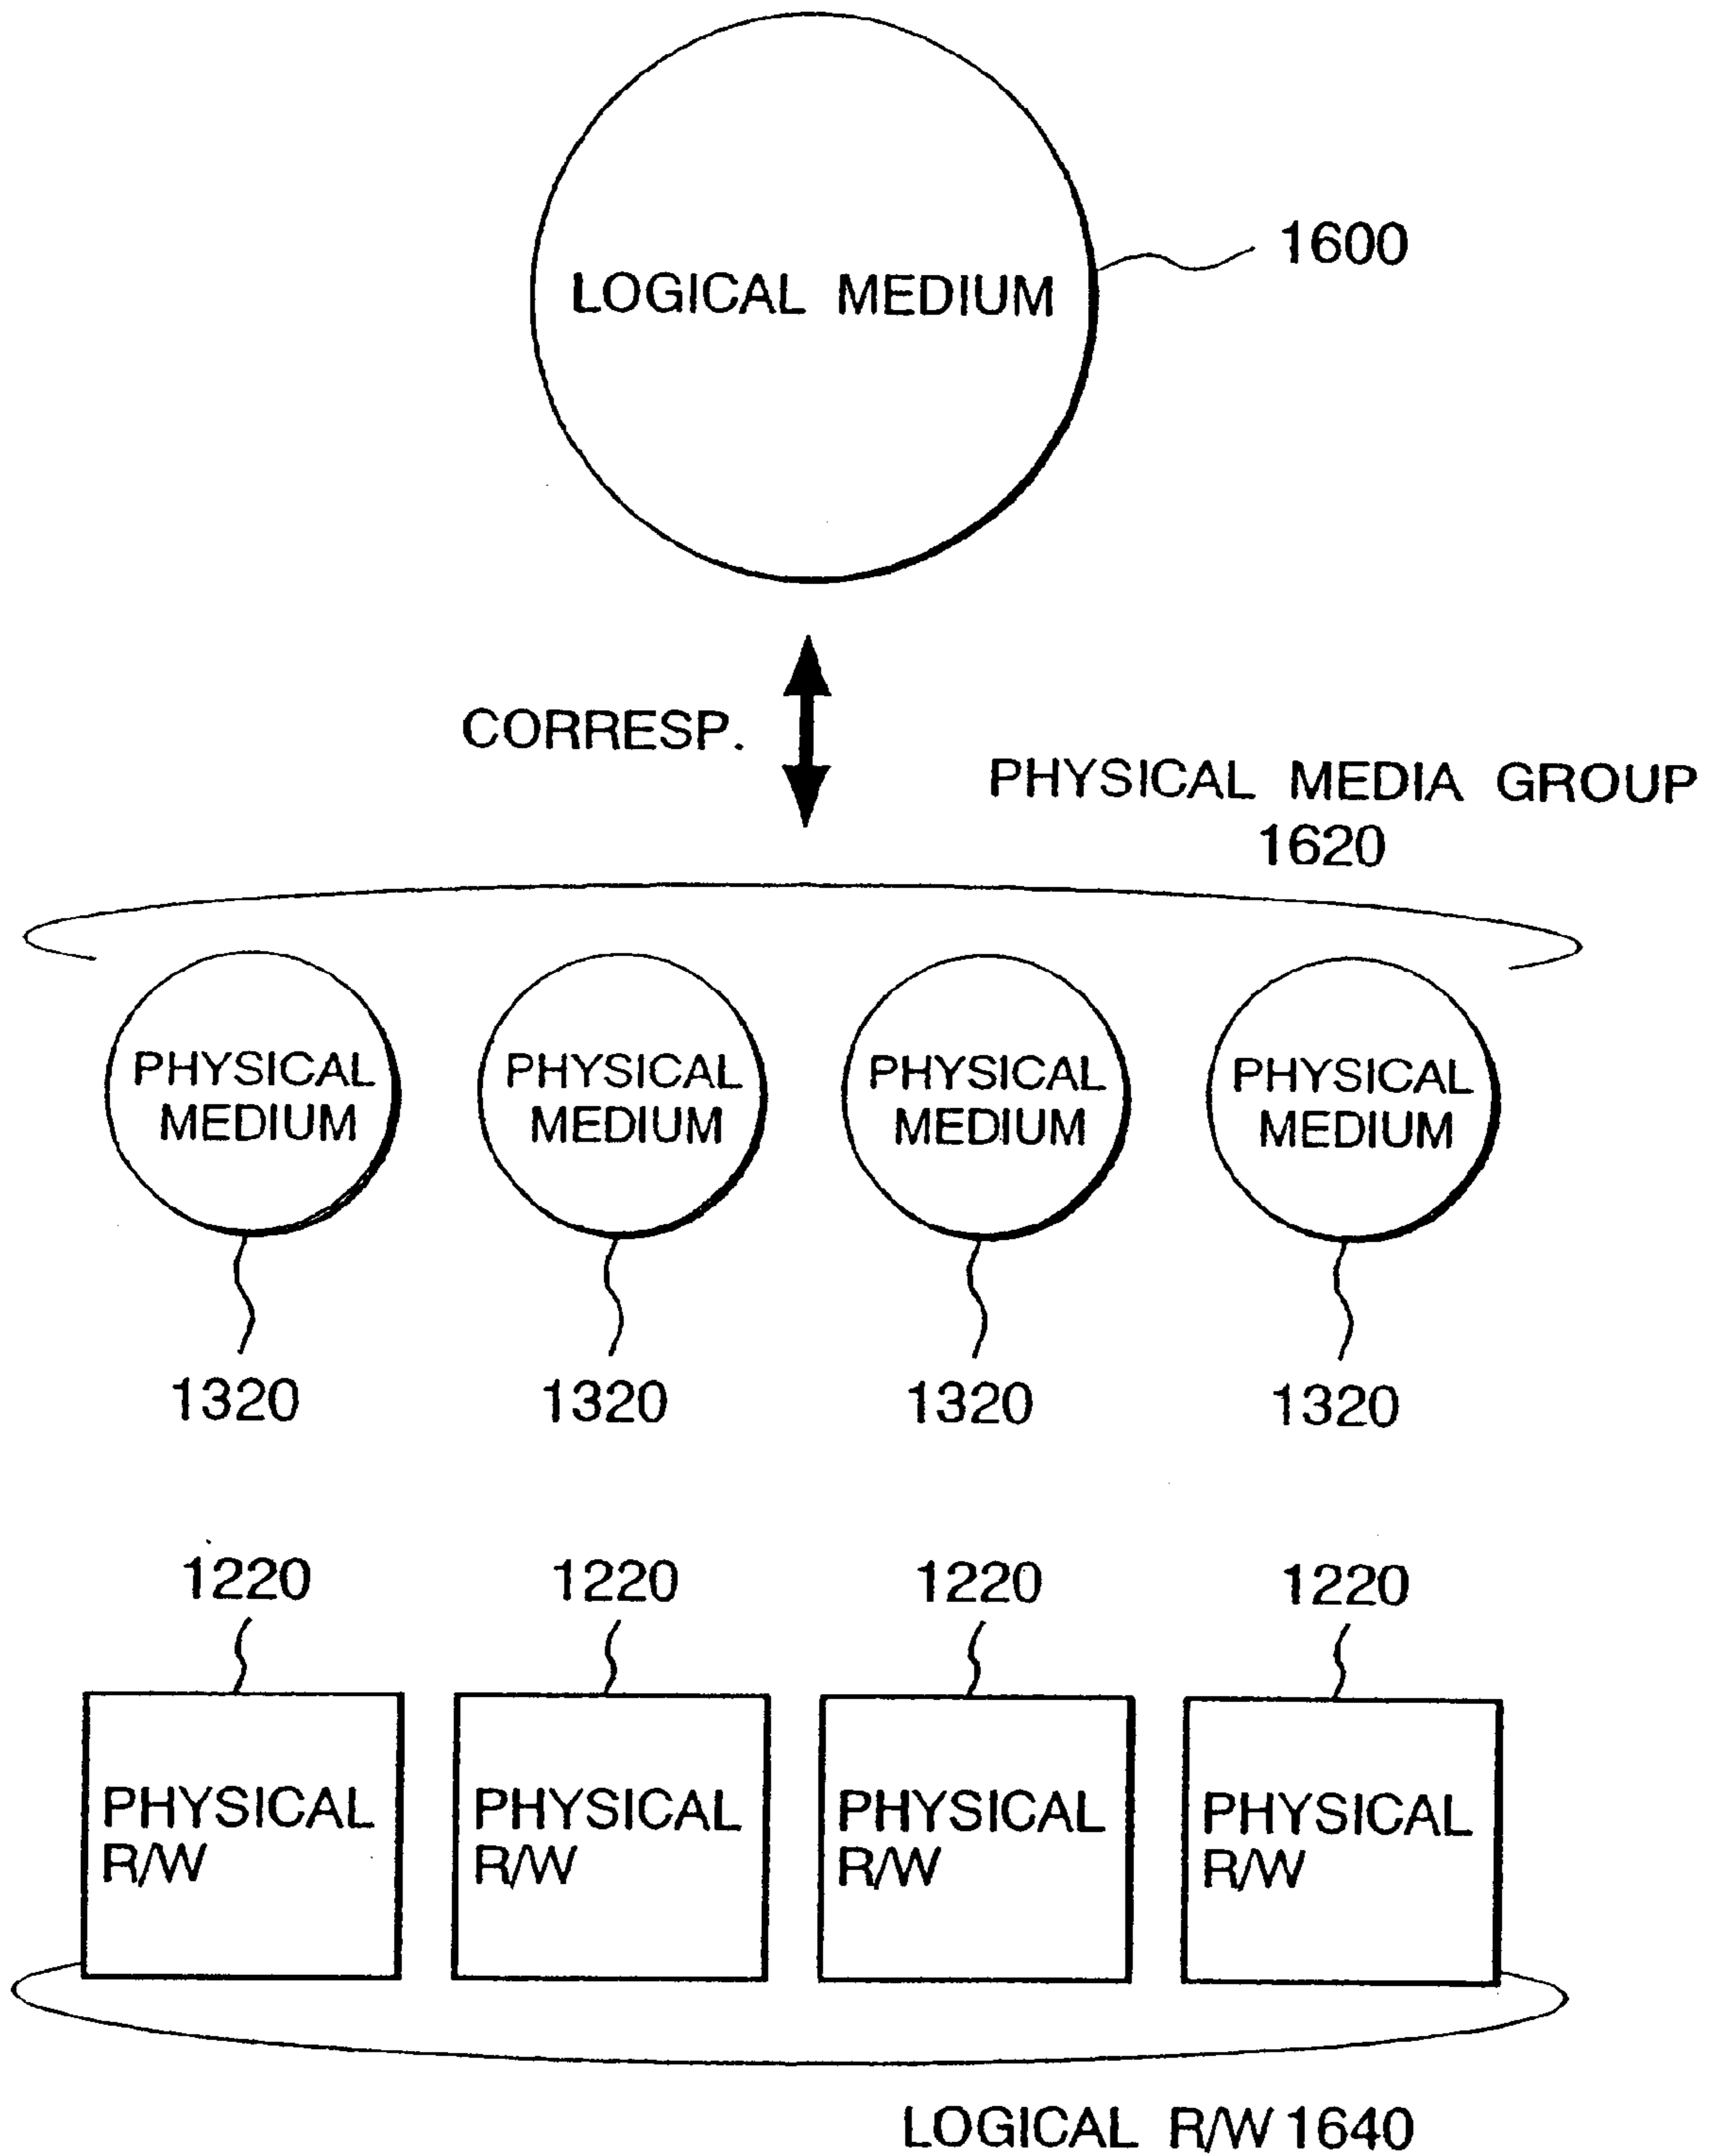 1600
LOGICAL MEDIUM
CORRESP.
PHYSICAL MEDIA GROUP
1620
PHYSICAL
MEDIUM
PHYSICAL
MEDIUM
PHYSICAL
MEDIUM
PHYSICAL
MEDIUM
1320 1320 1320 1320
1220 1220 1220 1220
PHYSICAL
R/W
PHYSICAL
R/W
PHYSICAL
R/W
PHYSICAL
R/W
LOGICAL R/W 1640